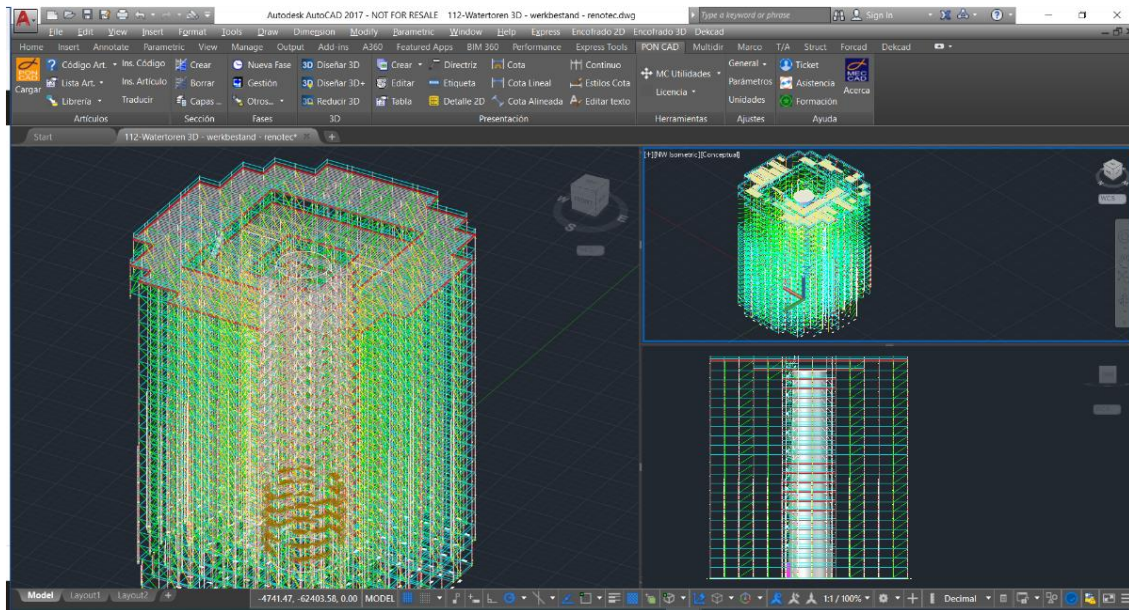 Autodesk AutoCAD 2017 - NOT FOR RESALE 112-Watertoren 3D - werkbestand - renotec.dwg
Type a keyword or phrase
Sign In
File Edit View Insert Format Tools Draw Dimension Modify Parametric Window Help Express Encofrado 2D Encofrado 3D Dekcad
Home Insert Annotate Parametric View Manage Output Add-ins A360 Featured Apps BIM 360 Performance Express Tools PON CAD Multidir Marco T/A Struct Forcad Dekcad
PON CAD
Cargar
Código Art. Ins. Código
Lista Art. Ins. Artículo
Librería Traducir
Artículos
Crear
Borrar
Capas ...
Sección
Nueva Fase
Gestión
Otros...
Fases
3D Diseñar 3D
3D Diseñar 3D+
3D Reducir 3D
3D
Crear Directriz Cota Continuo
Editar Etiqueta Cota Lineal Estilos Cota
Tabla Detalle 2D Cota Alineada Editar texto
Presentación
MC Utilidades
Licencia
Herramientas
General
Parámetros
Unidades
Ajustes
Ticket
Asistencia
Formación
MEC CAD
Acerca
Ayuda
Start 112-Watertoren 3D - werkbestand - renotec*
[+][NW Isometric][Conceptual]
WCS
Model Layout1 Layout2 +
-4741.47, -62403.58, 0.00 MODEL
1:1 / 100%
Decimal